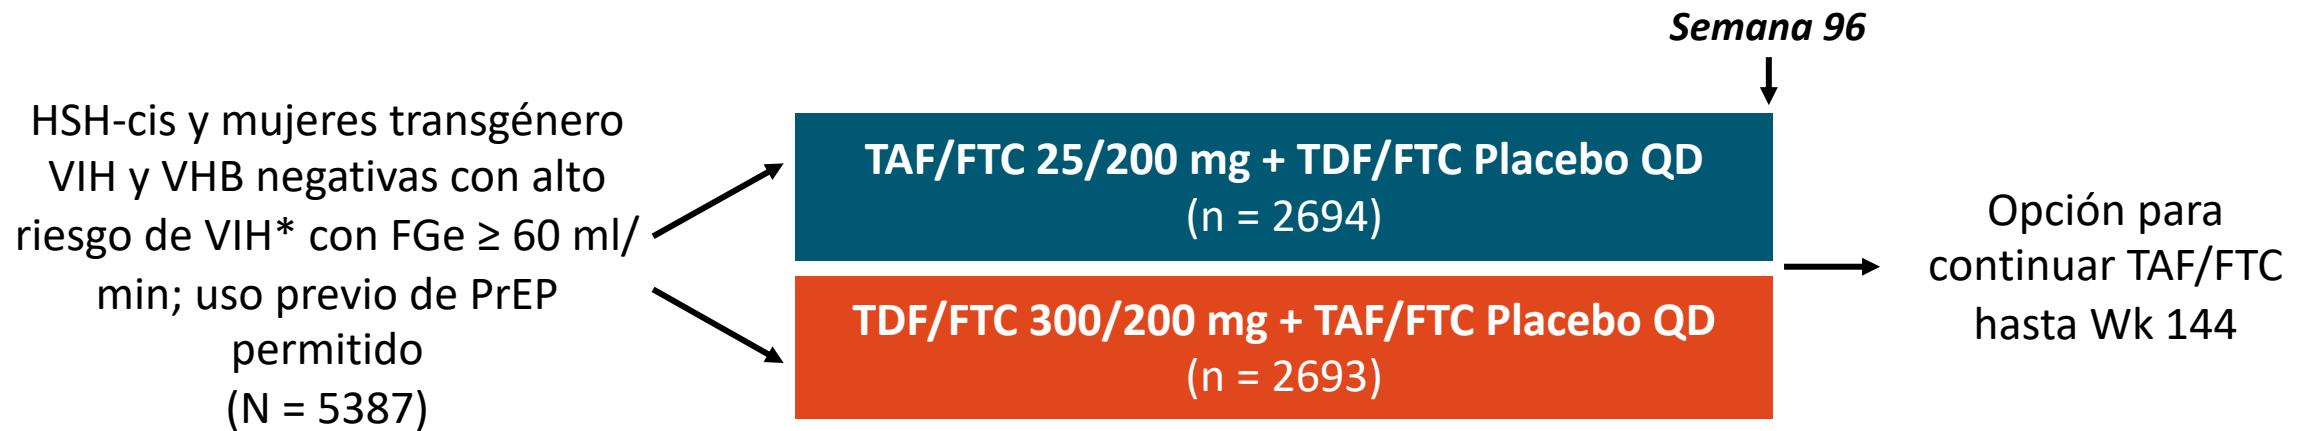 Semana 96
HSH-cis y mujeres transgénero
VIH y VHB negativas con alto
riesgo de VIH* con FGe ≥ 60 ml/
min; uso previo de PrEP
permitido
(N = 5387)
TAF/FTC 25/200 mg + TDF/FTC Placebo QD
(n = 2694)
TDF/FTC 300/200 mg + TAF/FTC Placebo QD
(n = 2693)
Opción para
continuar TAF/FTC
hasta Wk 144